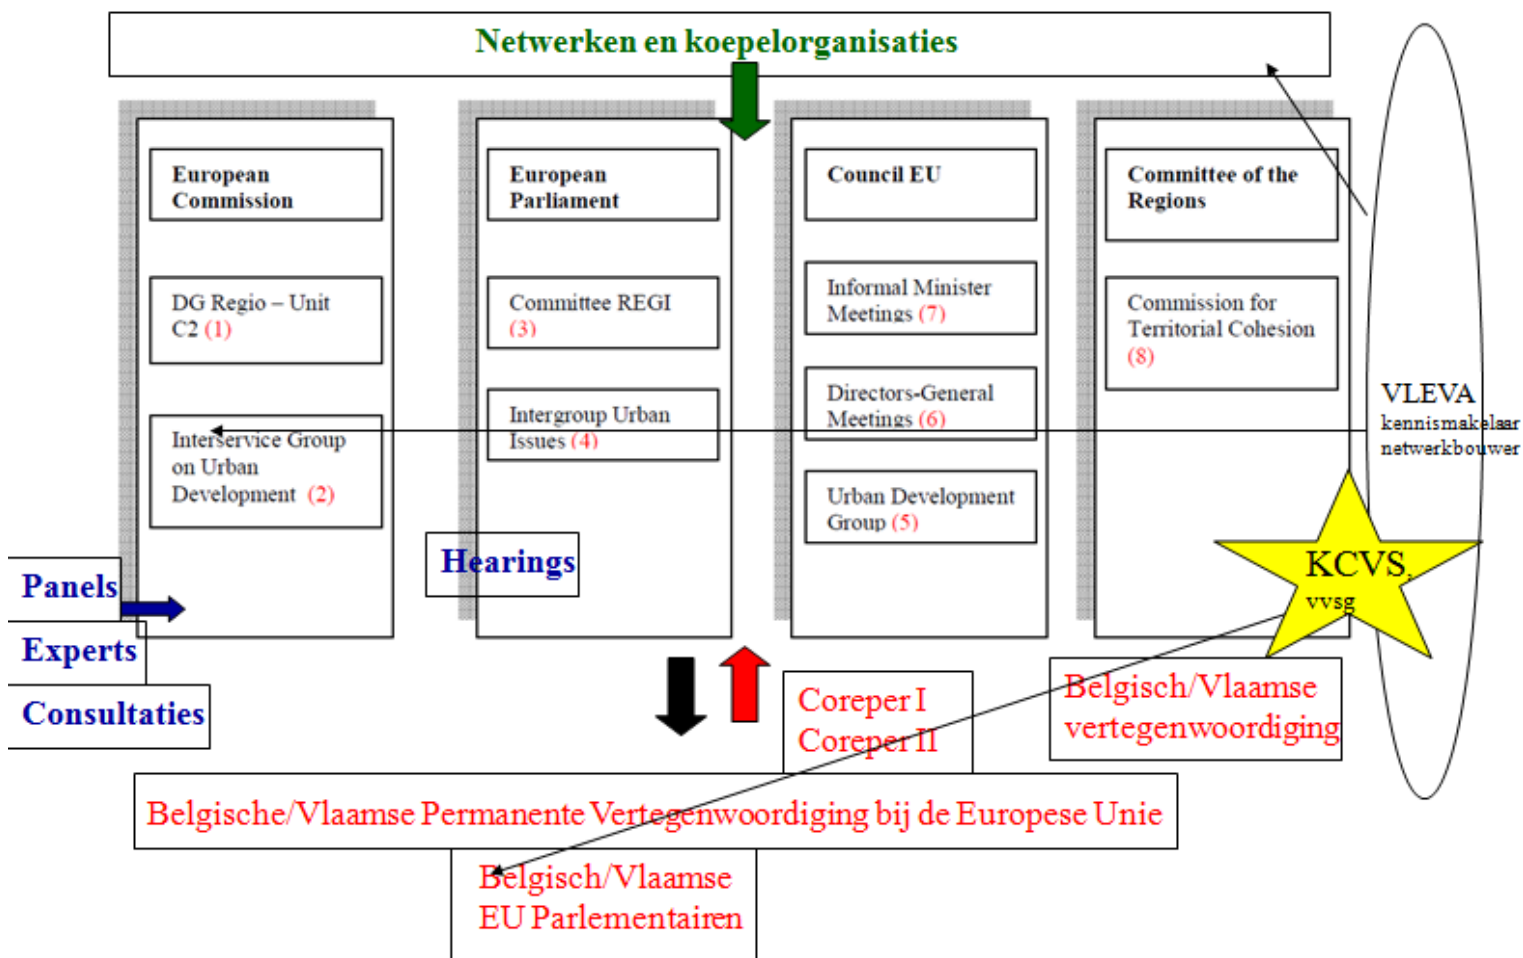 Netwerken en koepelorganisaties
European
Commission
DG Regio – Unit
C2 (1)
Interservice Group
on Urban
Development (2)
European
Parliament
Committee REGI
(3)
Intergroup Urban
Issues (4)
Council EU
Informal Minister
Meetings (7)
Directors-General
Meetings (6)
Urban Development
Group (5)
Committee of the
Regions
Commission for
Territorial Cohesion
(8)
VLEVA
kennismakelaar
netwerkbouwer
KCVS,
vvsg
Hearings
Panels
Experts
Consultaties
Coreper I
Coreper II
Belgisch/Vlaamse
vertegenwoordiging
Belgische/Vlaamse Permanente Vertegenwoordiging bij de Europese Unie
Belgisch/Vlaamse
EU Parlementairen